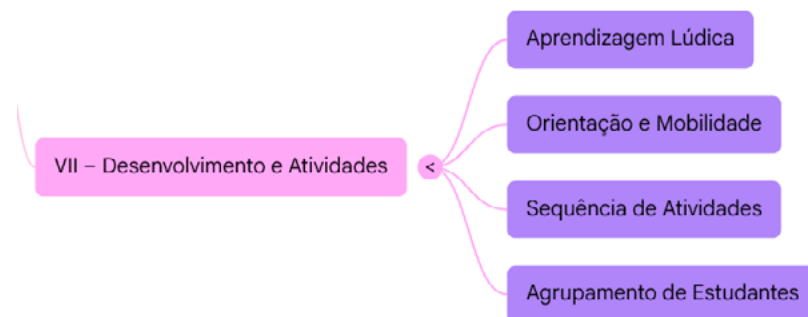 VII – Desenvolvimento e Atividades
<
Aprendizagem Lúdica
Orientação e Mobilidade
Sequência de Atividades
Agrupamento de Estudantes